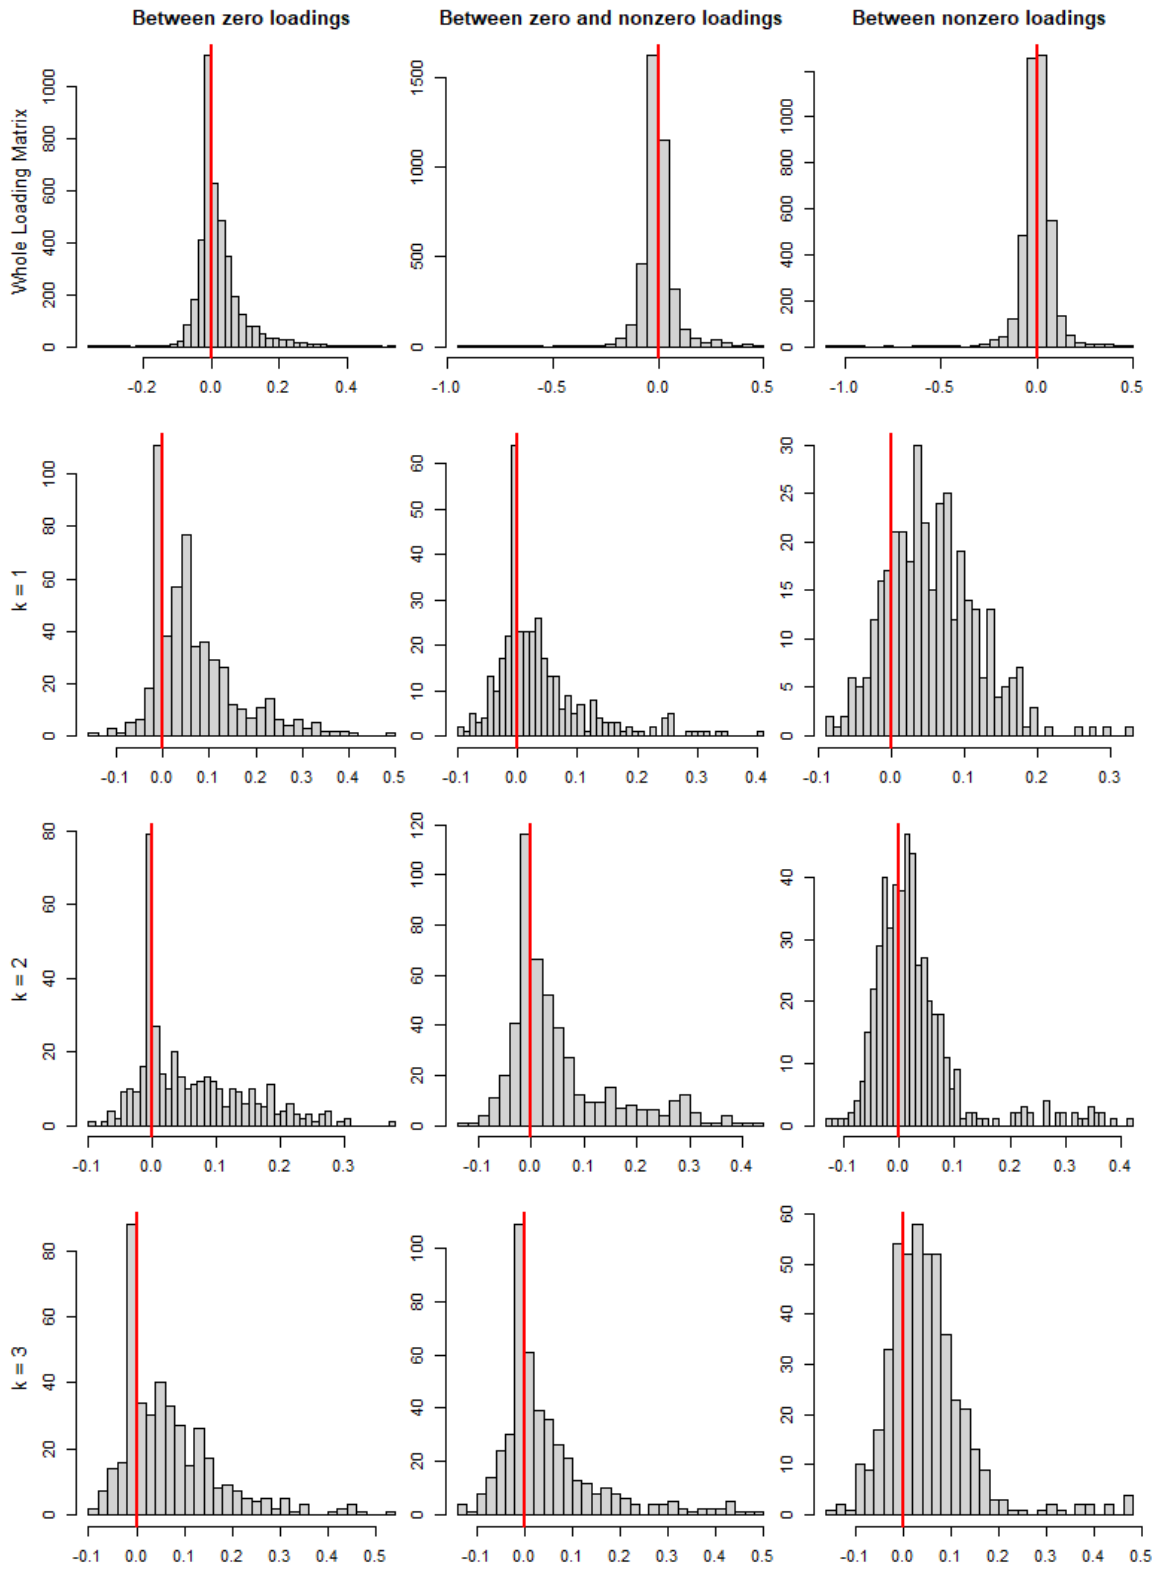 Between zero loadings
Between zero and nonzero loadings
Between nonzero loadings
Whole Loading Matrix
0 200 400 600 800 1000
-0.2 0.0 0.2 0.4
0 500 1000 1500
-1.0 -0.5 0.0 0.5
0 200 400 600 800 1000
-1.0 -0.5 0.0 0.5
k = 1
0 20 40 60 80 100
-0.1 0.0 0.1 0.2 0.3 0.4 0.5
0 10 20 30 40 50 60
-0.1 0.0 0.1 0.2 0.3 0.4
0 5 10 15 20 25 30
-0.1 0.0 0.1 0.2 0.3
k = 2
0 20 40 60 80
-0.1 0.0 0.1 0.2 0.3
0 20 40 60 80 100 120
-0.1 0.0 0.1 0.2 0.3 0.4
0 10 20 30 40
-0.1 0.0 0.1 0.2 0.3 0.4
k = 3
0 20 40 60 80
-0.1 0.0 0.1 0.2 0.3 0.4 0.5
0 20 40 60 80 100
-0.1 0.0 0.1 0.2 0.3 0.4 0.5
0 10 20 30 40 50 60
-0.1 0.0 0.1 0.2 0.3 0.4 0.5